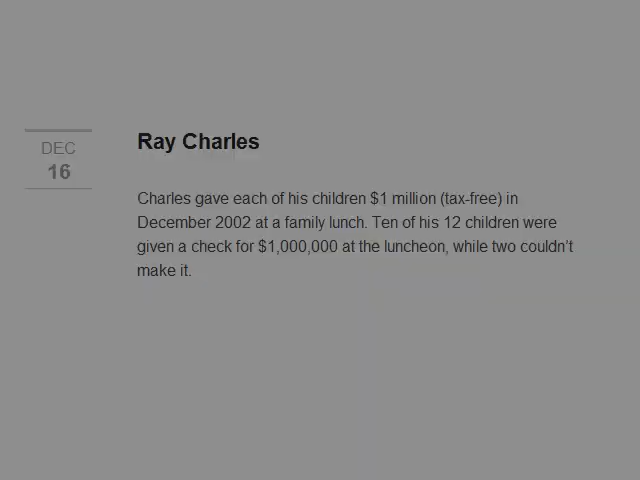 DEC
16
Ray Charles
Charles gave each of his children $1 million (tax-free) in
December 2002 at a family lunch. Ten of his 12 children were
given a check for $1,000,000 at the luncheon, while two couldn’t
make it.